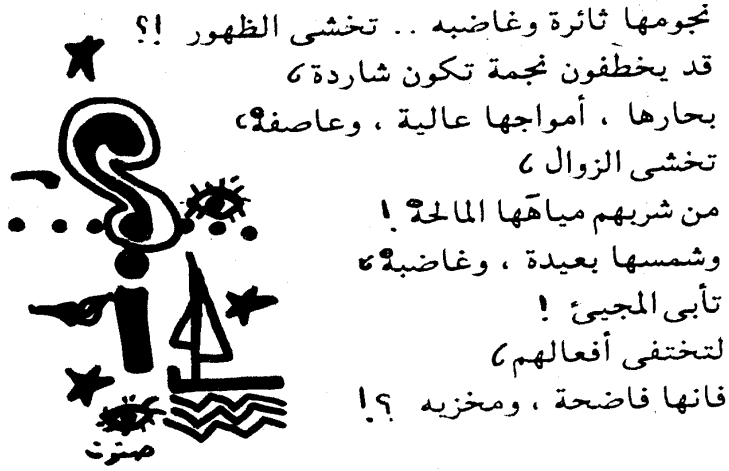 نجومها ثائرة وغاضبه .. تخشى الظهور !؟
قد يخطفون نجمة تكون شاردة ،
بحارها ، أمواجها عالية ، وعاصفة ،
تخشى الزوال ،
من شربهم مياهها المالحة !
وشمسها بعيدة ، وغاضبة ،
تأبى المجيئ !
لتختفى أفعالهم ،
فانها فاضحة ، ومخزيه ؟!